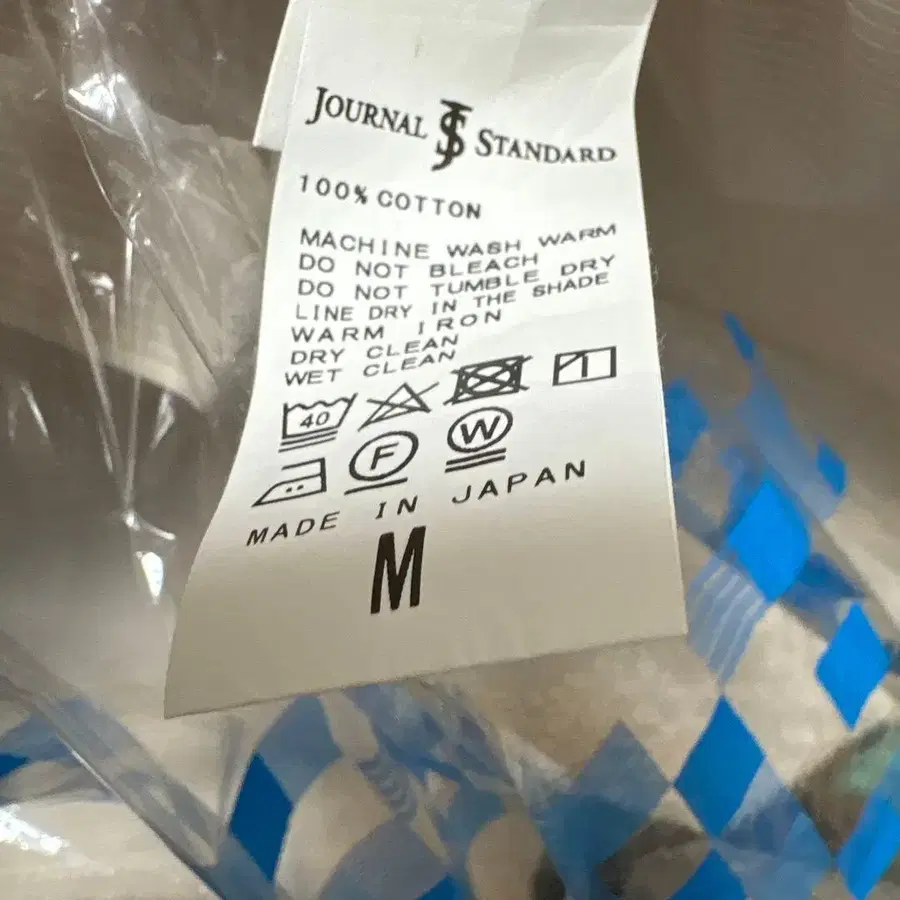 JOURNAL JS STANDARD
100% COTTON
MACHINE WASH WARM
DO NOT BLEACH
DO NOT TUMBLE DRY
LINE DRY IN THE SHADE
WARM IRON
DRY CLEAN
WET CLEAN
40
F W
MADE IN JAPAN
M